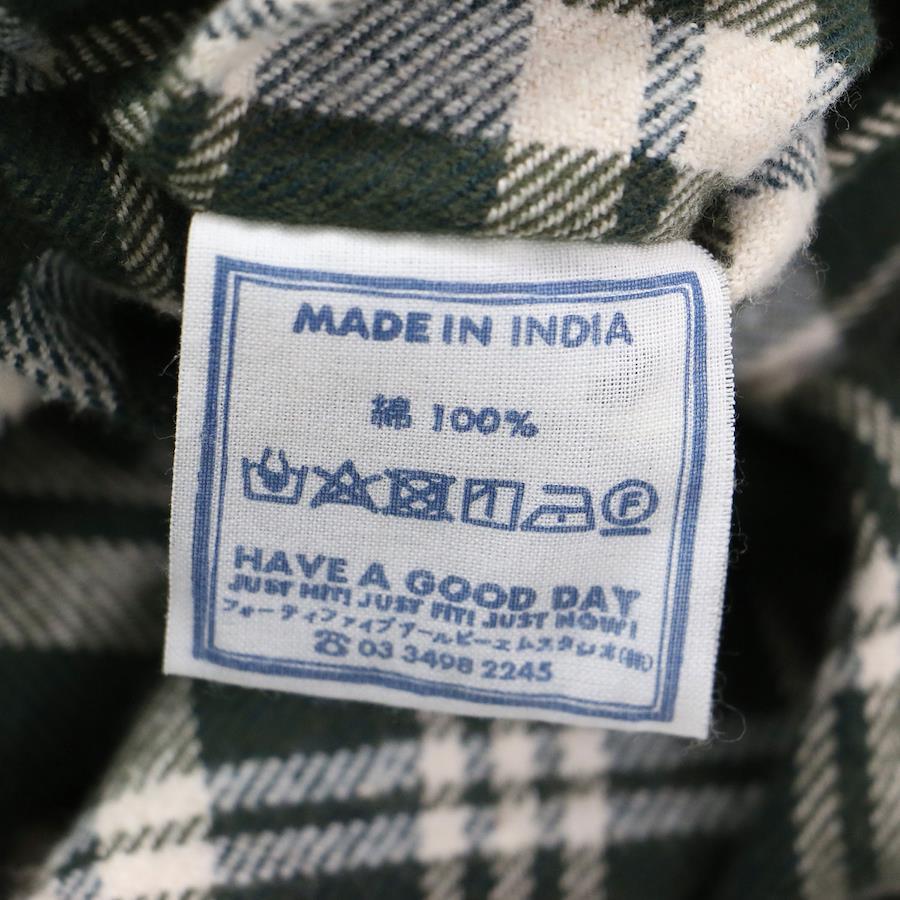 MADE IN INDIA
綿 100%
F
HAVE A GOOD DAY
JUST HIT! JUST FIT! JUST NOW!
フォーティファイブアールピーエムスタジオ(株)
☎ 03 3498 2245